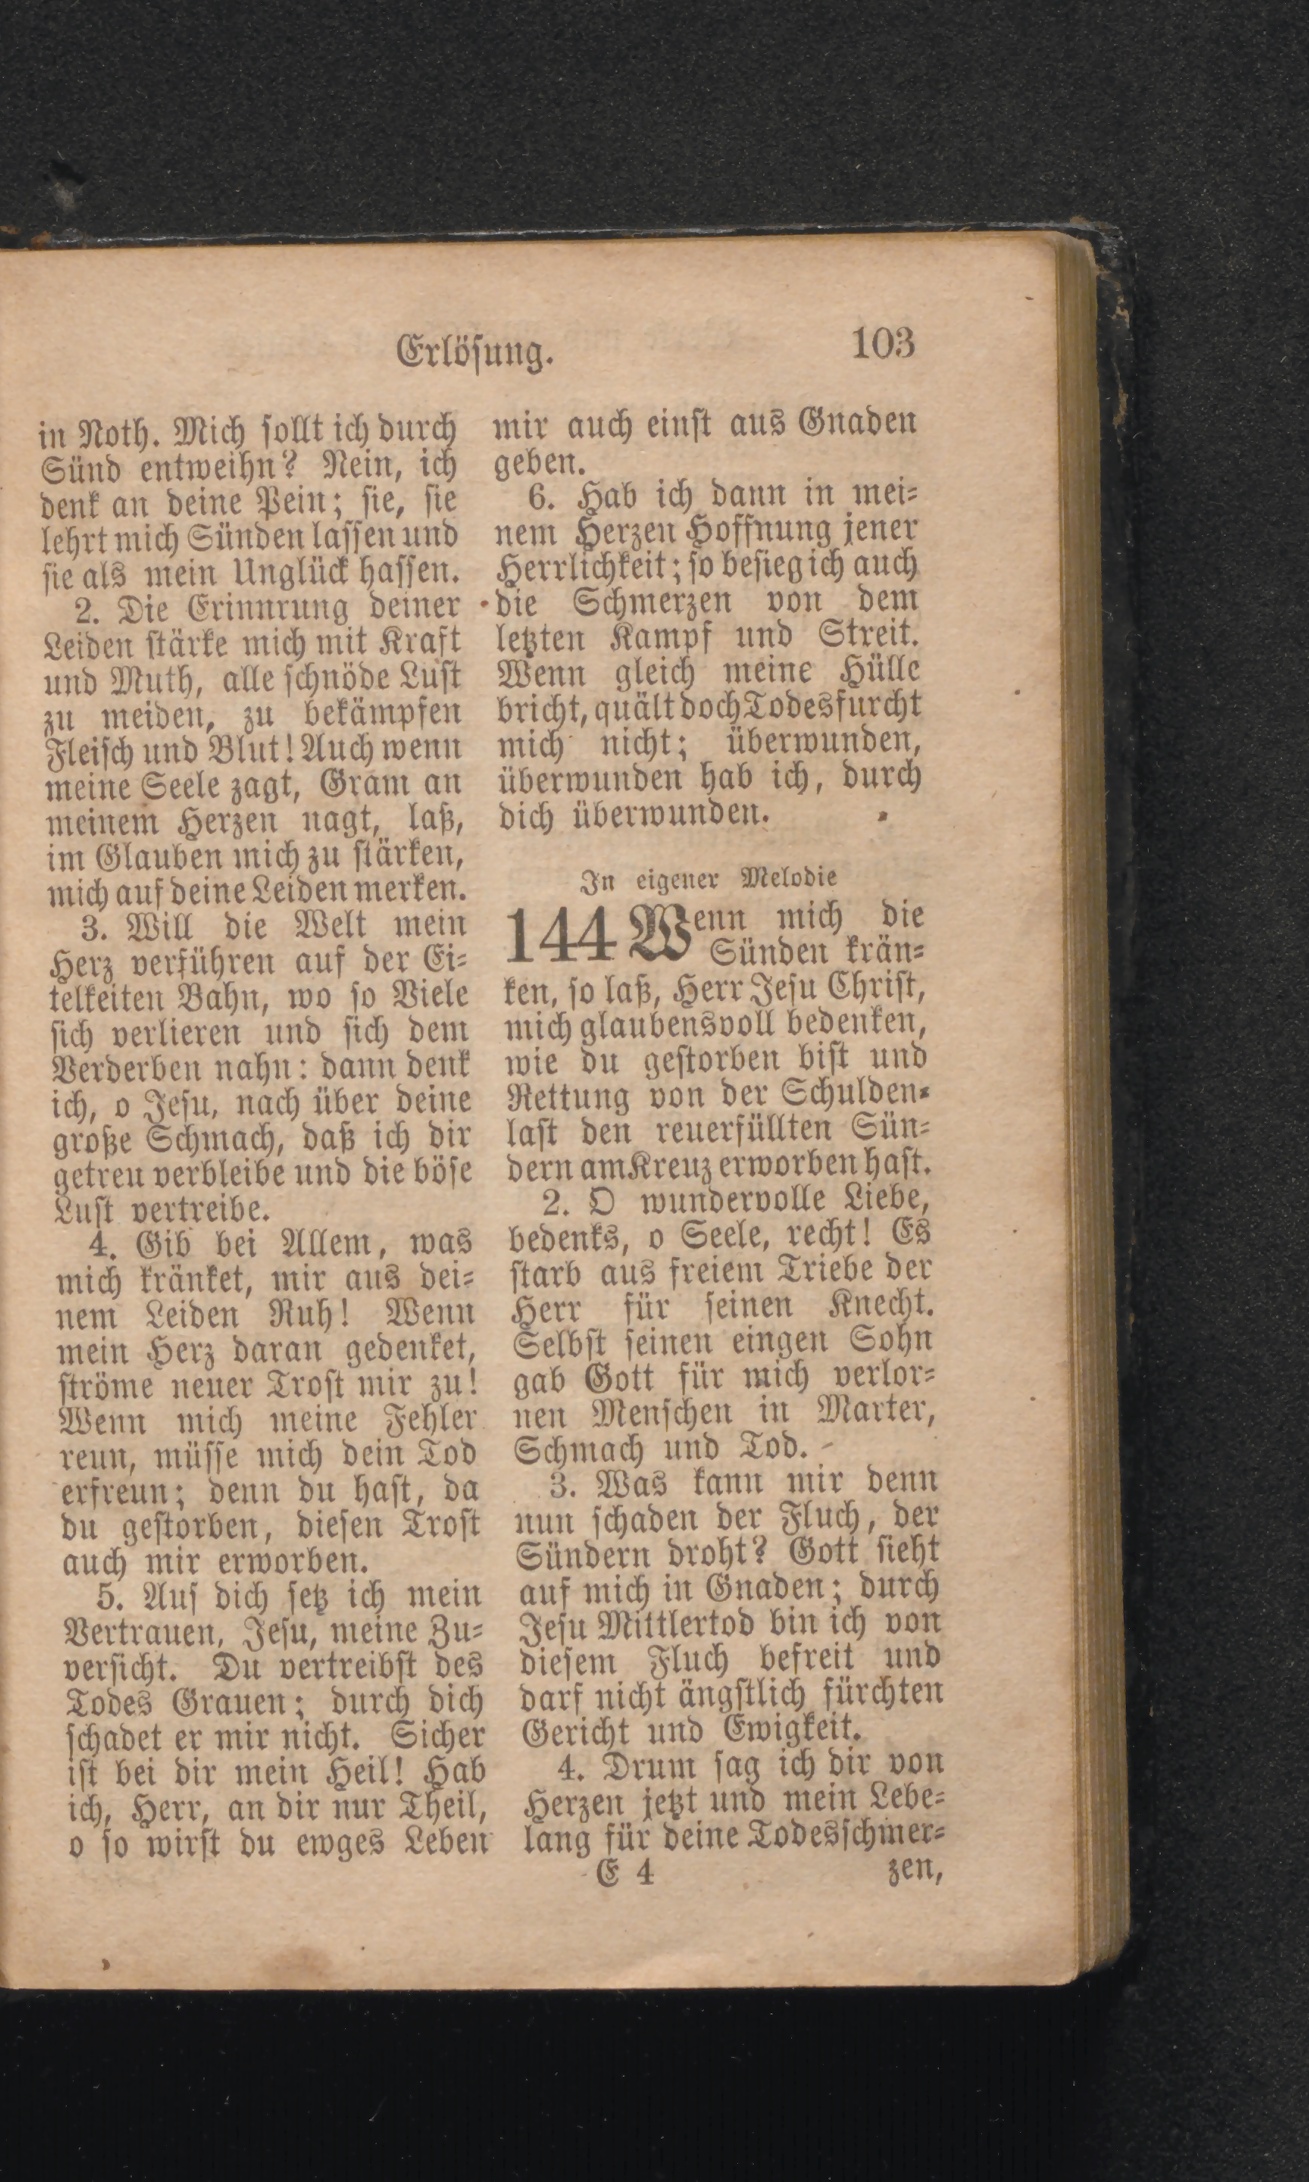 Erlösung.
103
in Noth. Mich sollt ich durch
Sünd entweihn? Nein, ich
denk an deine Pein; sie, sie
lehrt mich Sünden lassen und
sie als mein Unglück hassen.
2. Die Erinnrung deiner
Leiden stärke mich mit Kraft
und Muth, alle schnöde Lust
zu meiden, zu bekämpfen
Fleisch und Blut! Auch wenn
meine Seele zagt, Gram an
meinem Herzen nagt, laß,
im Glauben mich zu stärken,
mich auf deine Leiden merken.
3. Will die Welt mein
Herz verführen auf der Ei-
telkeiten Bahn, wo so Viele
sich verlieren und sich dem
Verderben nahn: dann denk
ich, o Jesu, nach über deine
große Schmach, daß ich dir
getreu verbleibe und die böse
Lust vertreibe.
4. Gib bei Allem, was
mich kränket, mir aus dei-
nem Leiden Ruh! Wenn
mein Herz daran gedenket,
ströme neuer Trost mir zu!
Wenn mich meine Fehler
reun, müsse mich dein Tod
erfreun; denn du hast, da
du gestorben, diesen Trost
auch mir erworben.
5. Auf dich setz ich mein
Vertrauen, Jesu, meine Zu-
versicht. Du vertreibst des
Todes Grauen; durch dich
schadet er mir nicht. Sicher
ist bei dir mein Heil! Hab
ich, Herr, an dir nur Theil,
o so wirst du ewges Leben
mir auch einst aus Gnaden
geben.
6. Hab ich dann in mei-
nem Herzen Hoffnung jener
Herrlichkeit; so besieg ich auch
die Schmerzen von dem
letzten Kampf und Streit.
Wenn gleich meine Hülle
bricht, quält doch Todesfurcht
mich nicht; überwunden,
überwunden hab ich, durch
dich überwunden.
In eigener Melodie
144 Wenn mich die
Sünden krän-
ken, so laß, Herr Jesu Christ,
mich glaubensvoll bedenken,
wie du gestorben bist und
Rettung von der Schulden-
last den reuerfüllten Sün-
dern am Kreuz erworben hast.
2. O wundervolle Liebe,
bedenks, o Seele, recht! Es
starb aus freiem Triebe der
Herr für seinen Knecht.
Selbst seinen eingen Sohn
gab Gott für mich verlor-
nen Menschen in Marter,
Schmach und Tod.
3. Was kann mir denn
nun schaden der Fluch, der
Sündern droht? Gott sieht
auf mich in Gnaden; durch
Jesu Mittlertod bin ich von
diesem Fluch befreit und
darf nicht ängstlich fürchten
Gericht und Ewigkeit.
4. Drum sag ich dir von
Herzen jetzt und mein Lebe-
lang für deine Todesschmer-
E 4
zen,